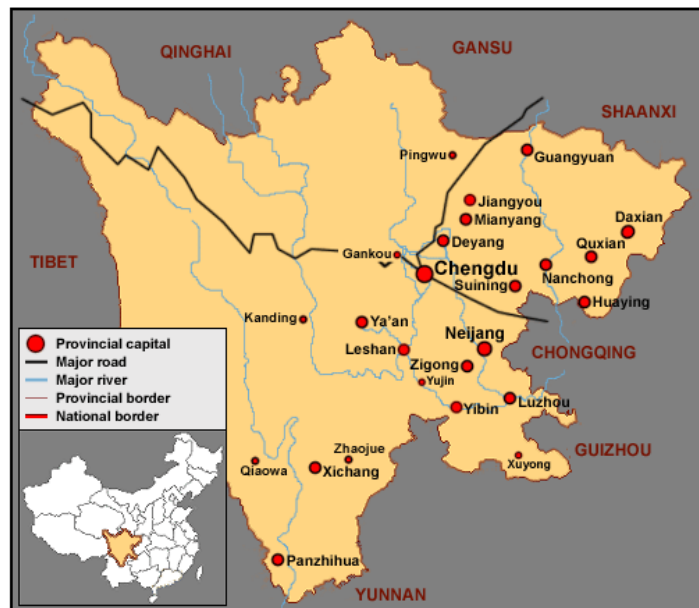 QINGHAI
GANSU
SHAANXI
Pingwu
Guangyuan
Jiangyou
Mianyang
Daxian
Deyang
Quxian
TIBET
Gankou
Chengdu
Nanchong
Suining
Huaying
Kanding
Ya'an
Neijang
Leshan
CHONGQING
Zigong
Yujin
Luzhou
Yibin
GUIZHOU
Zhaojue
Xuyong
Qiaowa
Xichang
Panzhihua
YUNNAN
Provincial capital
Major road
Major river
Provincial border
National border